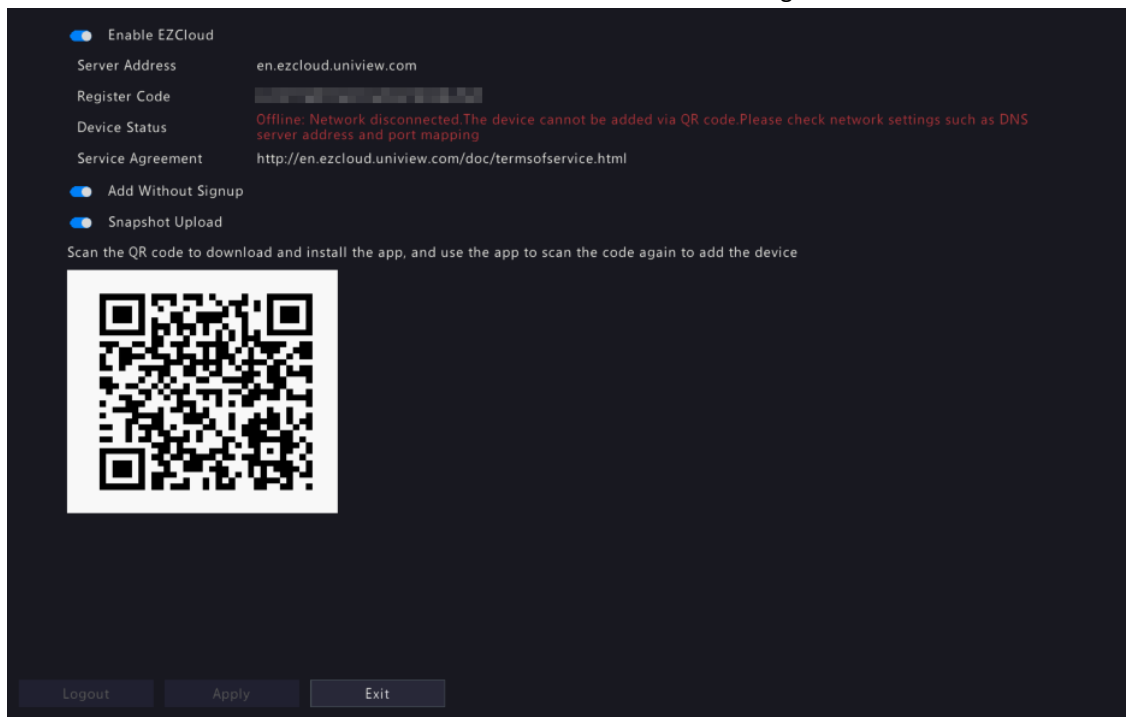 Enable EZCloud
Server Address en.ezcloud.uniview.com
Register Code
Device Status Offline: Network disconnected.The device cannot be added via QR code.Please check network settings such as DNS
server address and port mapping
Service Agreement http://en.ezcloud.uniview.com/doc/termsofservice.html
Add Without Signup
Snapshot Upload
Scan the QR code to download and install the app, and use the app to scan the code again to add the device
Logout Apply Exit